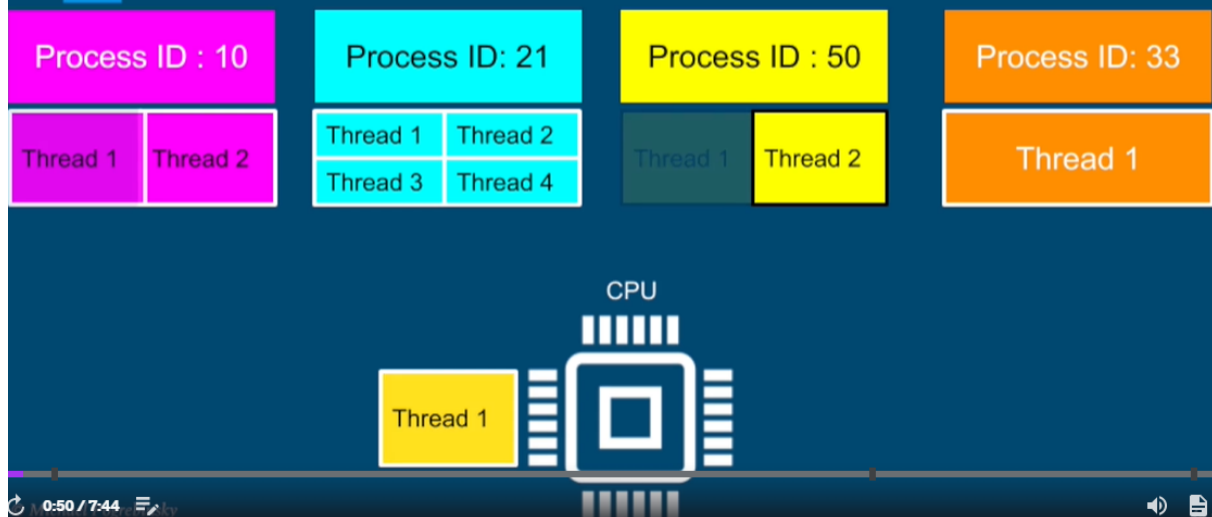 Process ID : 10
Process ID: 21
Process ID : 50
Process ID: 33
Thread 1
Thread 2
Thread 1
Thread 2
Thread 3
Thread 4
Thread 1
Thread 2
Thread 1
CPU
Thread 1
0:50 / 7:44